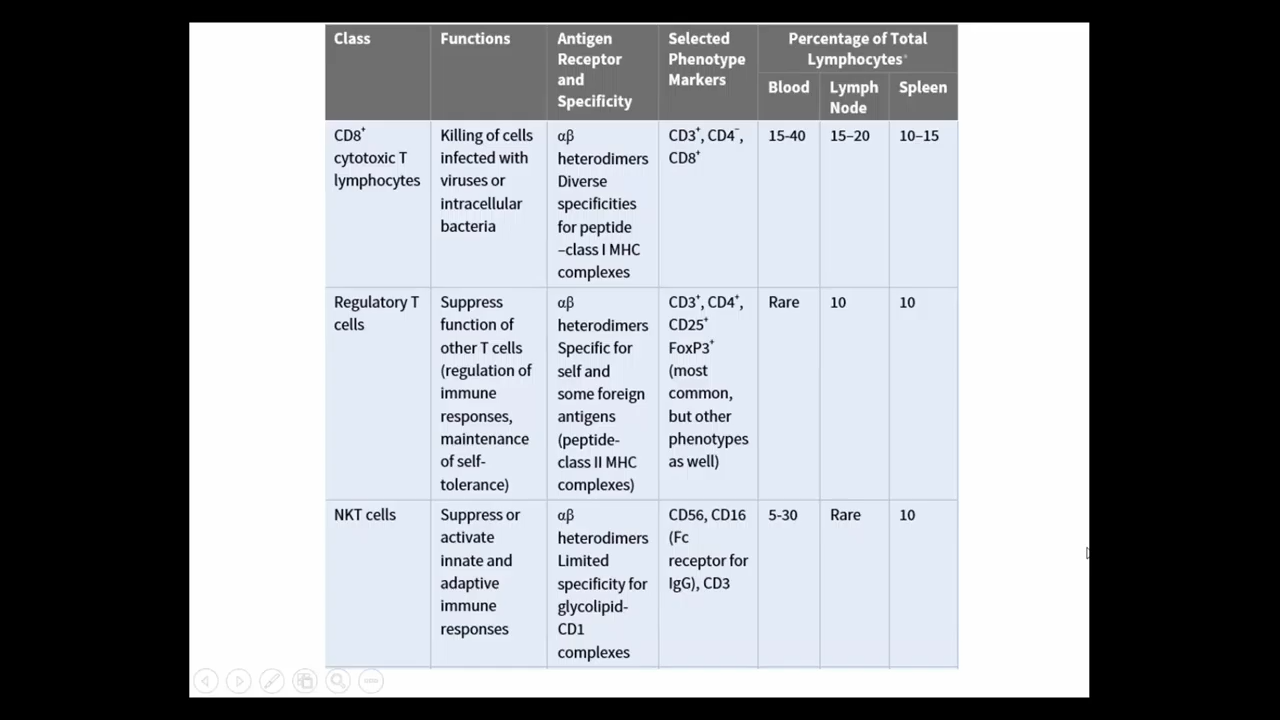 Class
Functions
Antigen
Receptor
and
Specificity
Selected
Phenotype
Markers
Percentage of Total
Lymphocytes*
Blood
Lymph
Node
Spleen
CD8⁺
cytotoxic T
lymphocytes
Killing of cells
infected with
viruses or
intracellular
bacteria
αβ
heterodimers
Diverse
specificities
for peptide
–class I MHC
complexes
CD3⁺, CD4⁻,
CD8⁺
15-40
15–20
10–15
Regulatory T
cells
Suppress
function of
other T cells
(regulation of
immune
responses,
maintenance
of self-
tolerance)
αβ
heterodimers
Specific for
self and
some foreign
antigens
(peptide-
class II MHC
complexes)
CD3⁺, CD4⁺,
CD25⁺
FoxP3⁺
(most
common,
but other
phenotypes
as well)
Rare
10
10
NKT cells
Suppress or
activate
innate and
adaptive
immune
responses
αβ
heterodimers
Limited
specificity for
glycolipid-
CD1
complexes
CD56, CD16
(Fc
receptor for
IgG), CD3
5-30
Rare
10